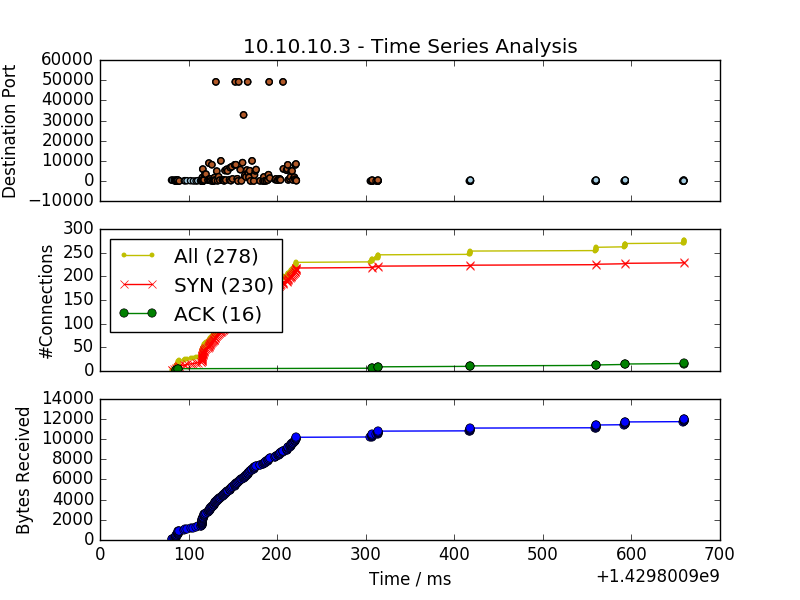 10.10.10.3 - Time Series Analysis
Destination Port
60000
50000
40000
30000
20000
10000
0
−10000
#Connections
300
250
200
150
100
50
0
All (278)
SYN (230)
ACK (16)
Bytes Received
14000
12000
10000
8000
6000
4000
2000
0
0 100 200 300 400 500 600 700
Time / ms
+1.4298009e9